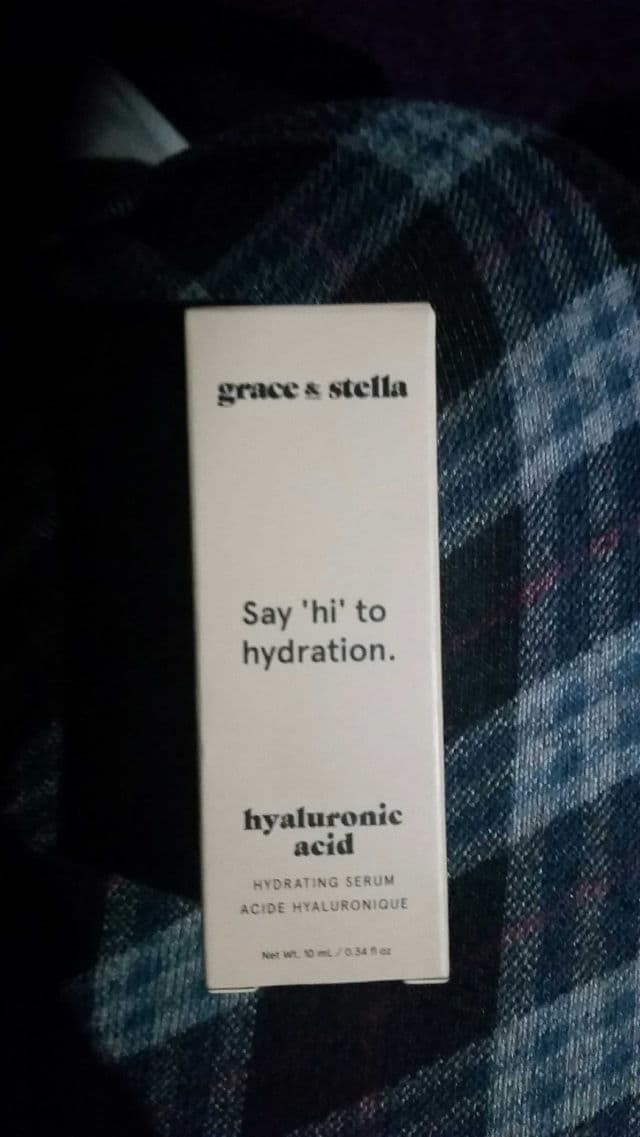 grace & stella
Say 'hi' to
hydration.
hyaluronic
acid
HYDRATING SERUM
ACIDE HYALURONIQUE
Net Wt. 10 mL / 0.34 fl oz